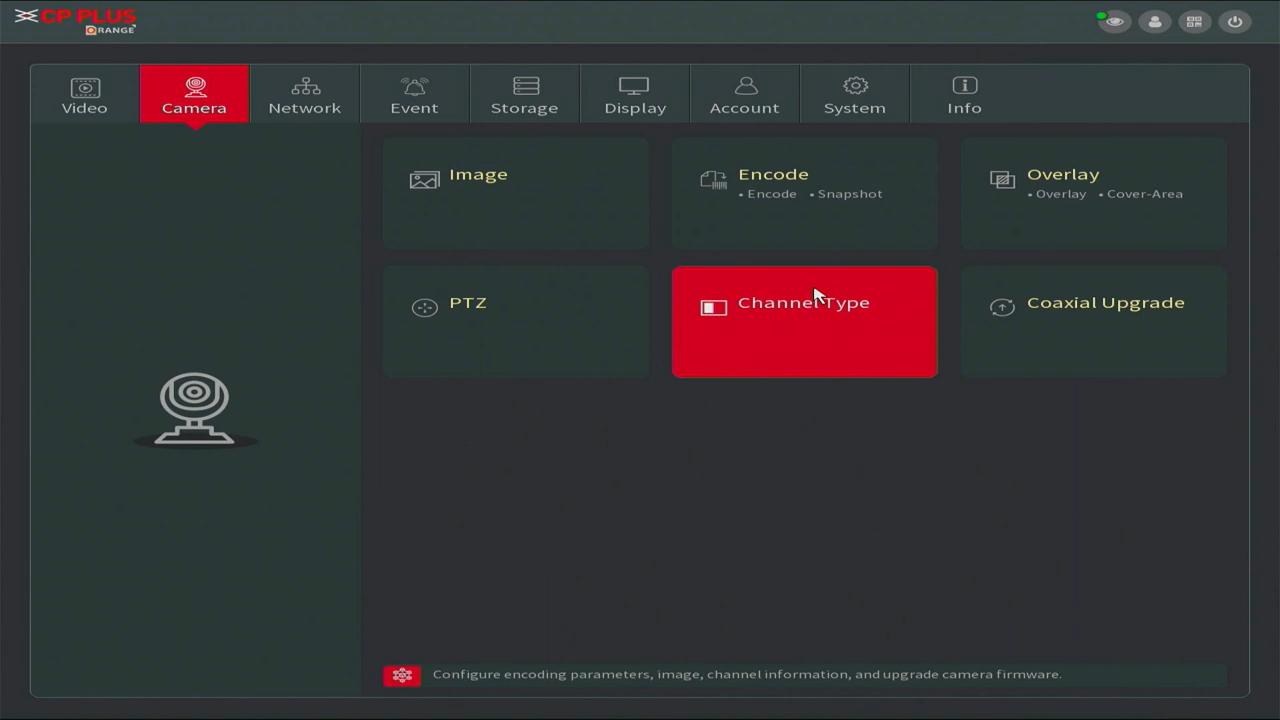 CP PLUS
ORANGE
Video
Camera
Network
Event
Storage
Display
Account
System
Info
Image
Encode
• Encode • Snapshot
Overlay
• Overlay • Cover-Area
PTZ
Channel Type
Coaxial Upgrade
Configure encoding parameters, image, channel information, and upgrade camera firmware.